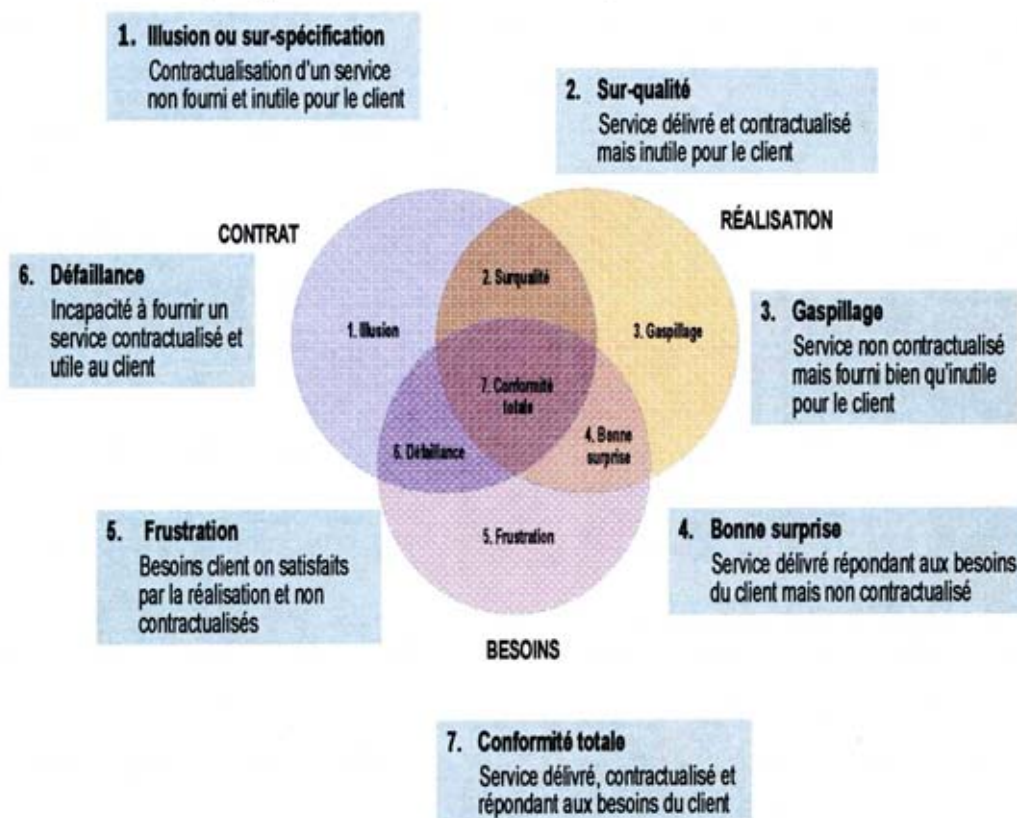 1. Illusion ou sur-spécification
Contractualisation d'un service
non fourni et inutile pour le client
2. Sur-qualité
Service délivré et contractualisé
mais inutile pour le client
CONTRAT
RÉALISATION
6. Défaillance
Incapacité à fournir un
service contractualisé et
utile au client
2. Surqualité
1. Illusion
3. Gaspillage
7. Conformité
totale
4. Bonne
surprise
6. Défaillance
5. Frustration
3. Gaspillage
Service non contractualisé
mais fourni bien qu'inutile
pour le client
5. Frustration
Besoins client on satisfaits
par la réalisation et non
contractualisés
4. Bonne surprise
Service délivré répondant aux besoins
du client mais non contractualisé
BESOINS
7. Conformité totale
Service délivré, contractualisé et
répondant aux besoins du client